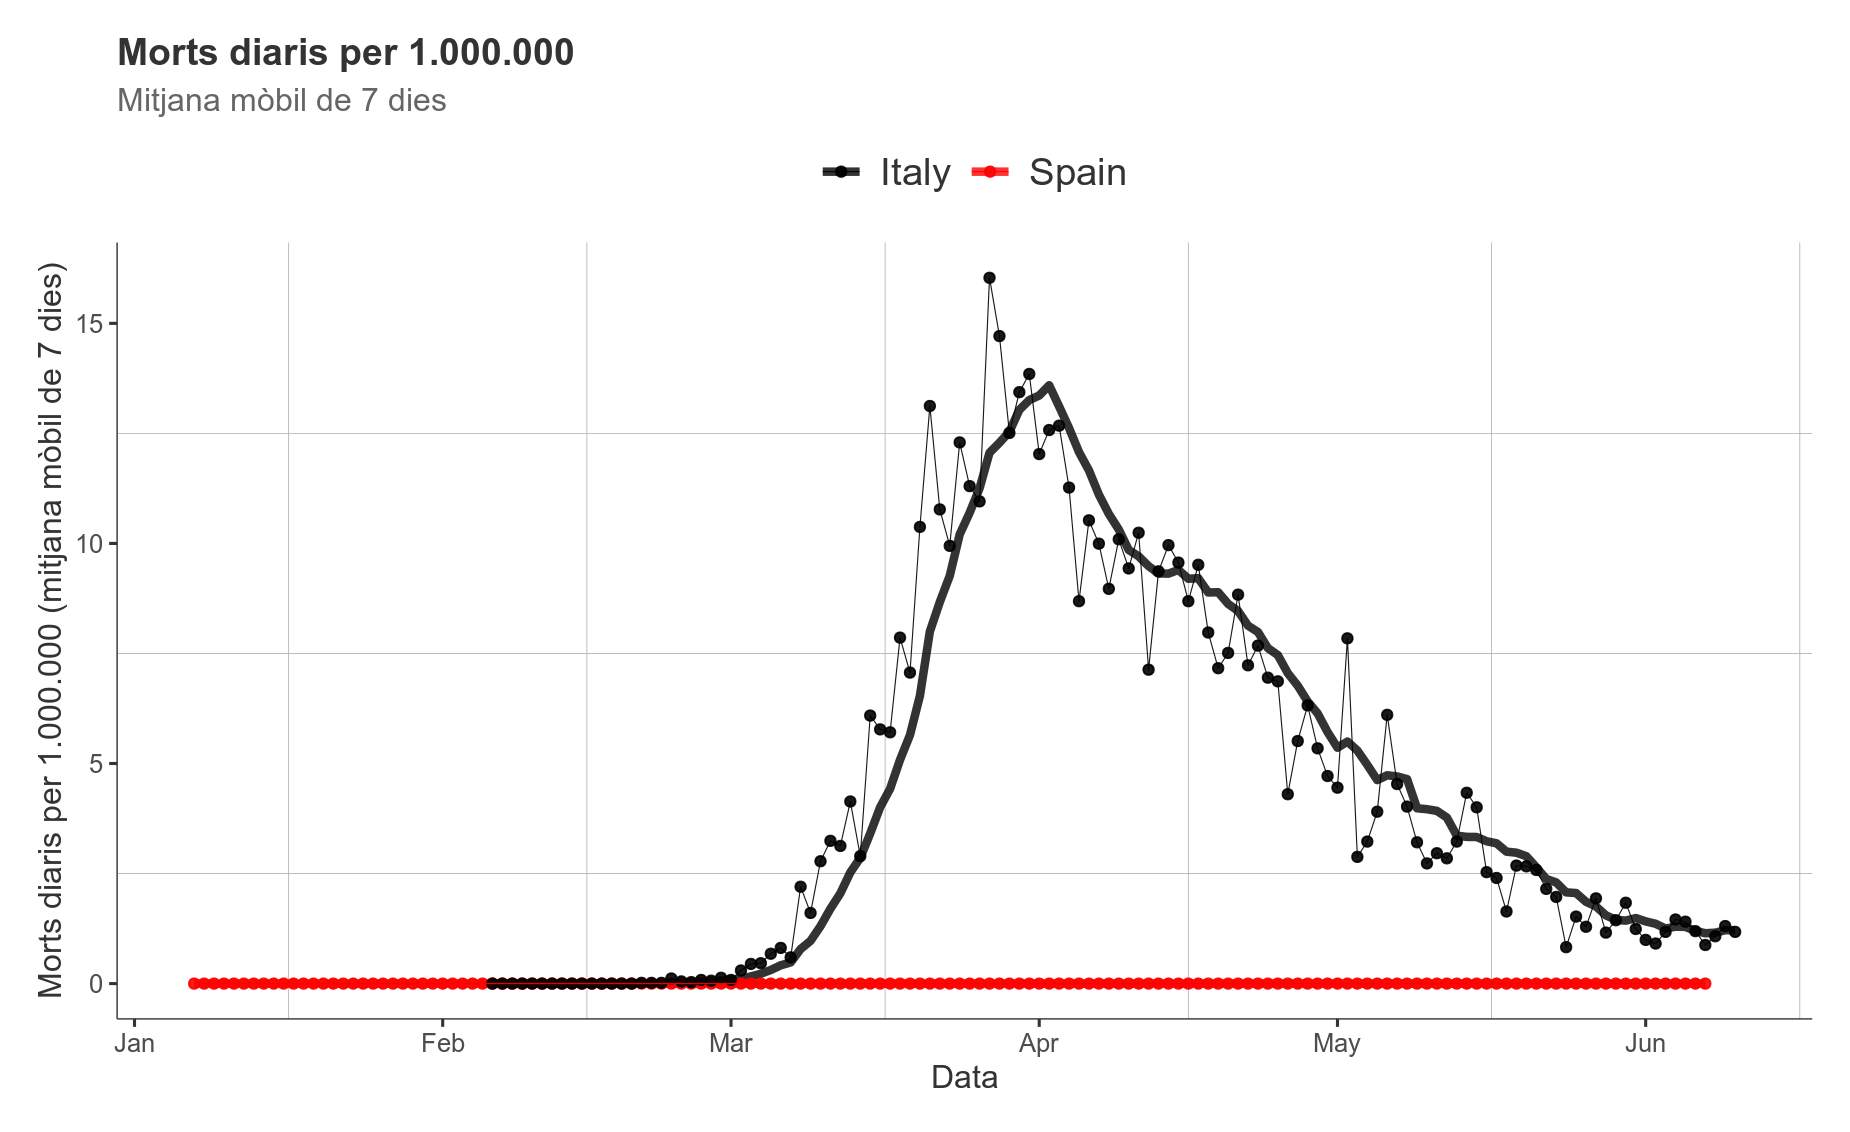 Morts diaris per 1.000.000
Mitjana mòbil de 7 dies
Italy Spain
Morts diaris per 1.000.000 (mitjana mòbil de 7 dies)
15
10
5
0
Jan Feb Mar Apr May Jun
Data